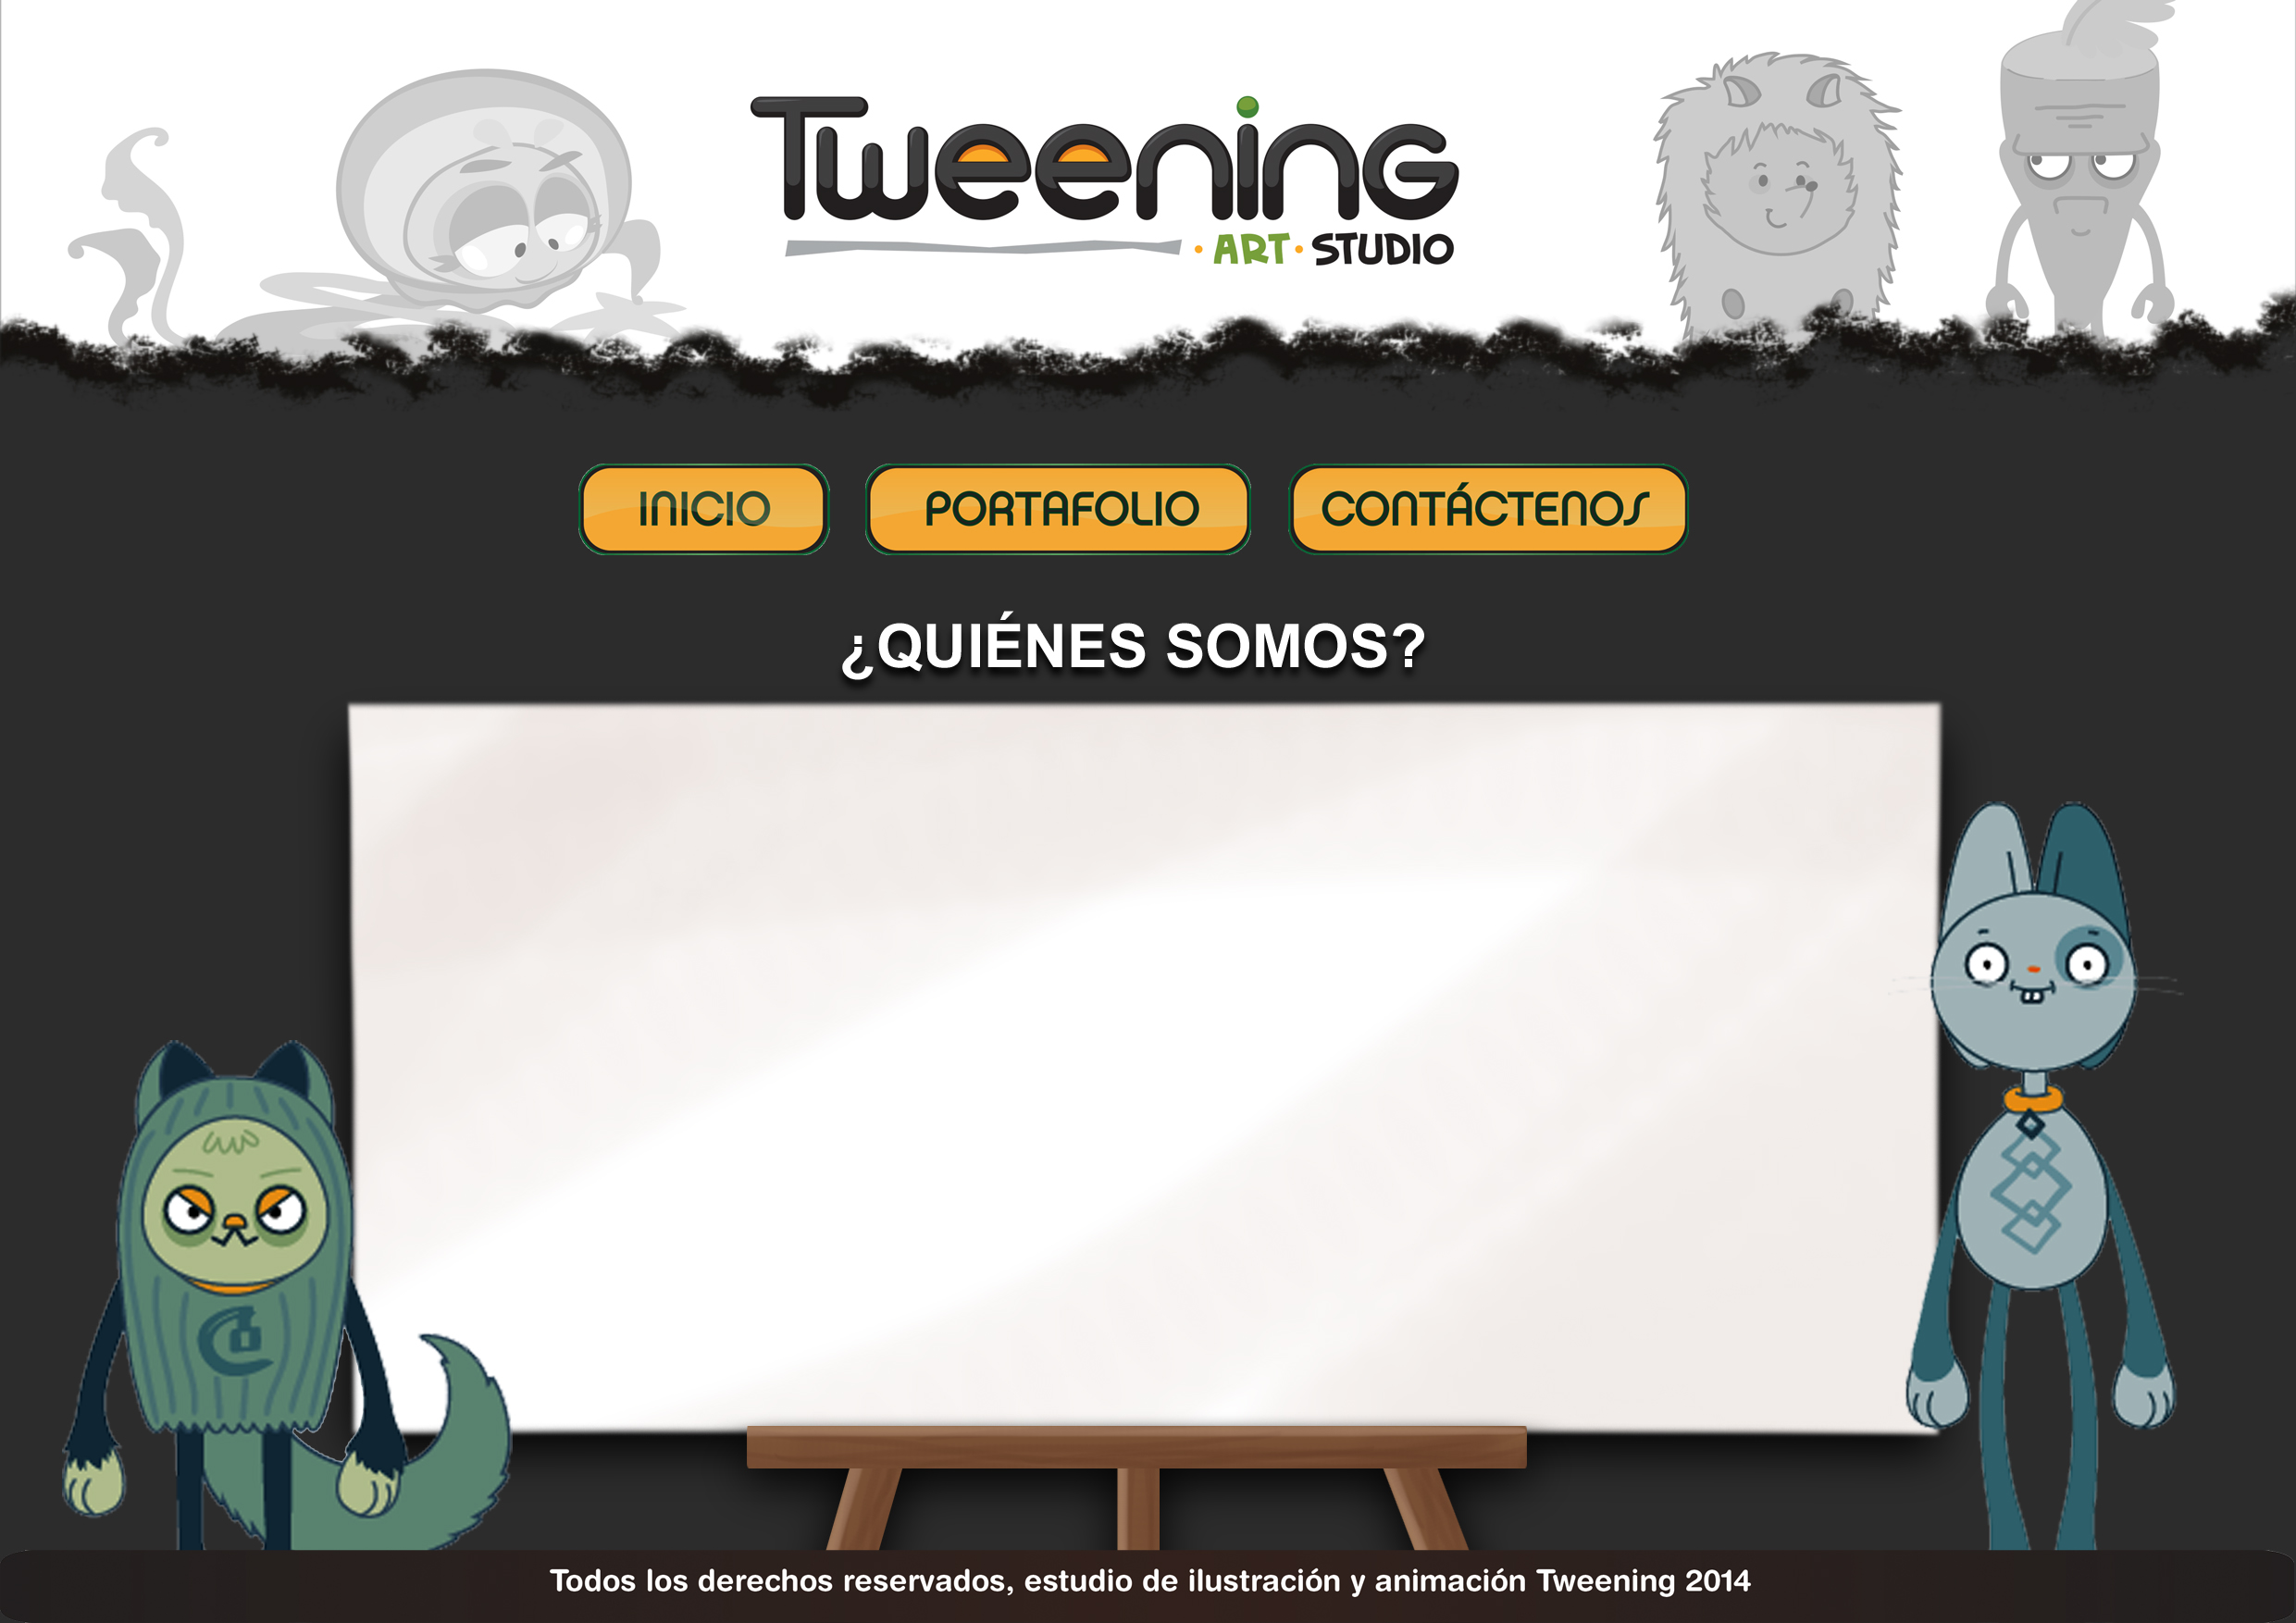 Tweening
• ART • STUDIO
INICIO
PORTAFOLIO
CONTÁCTENOS
¿QUIÉNES SOMOS?
Todos los derechos reservados, estudio de ilustración y animación Tweening 2014